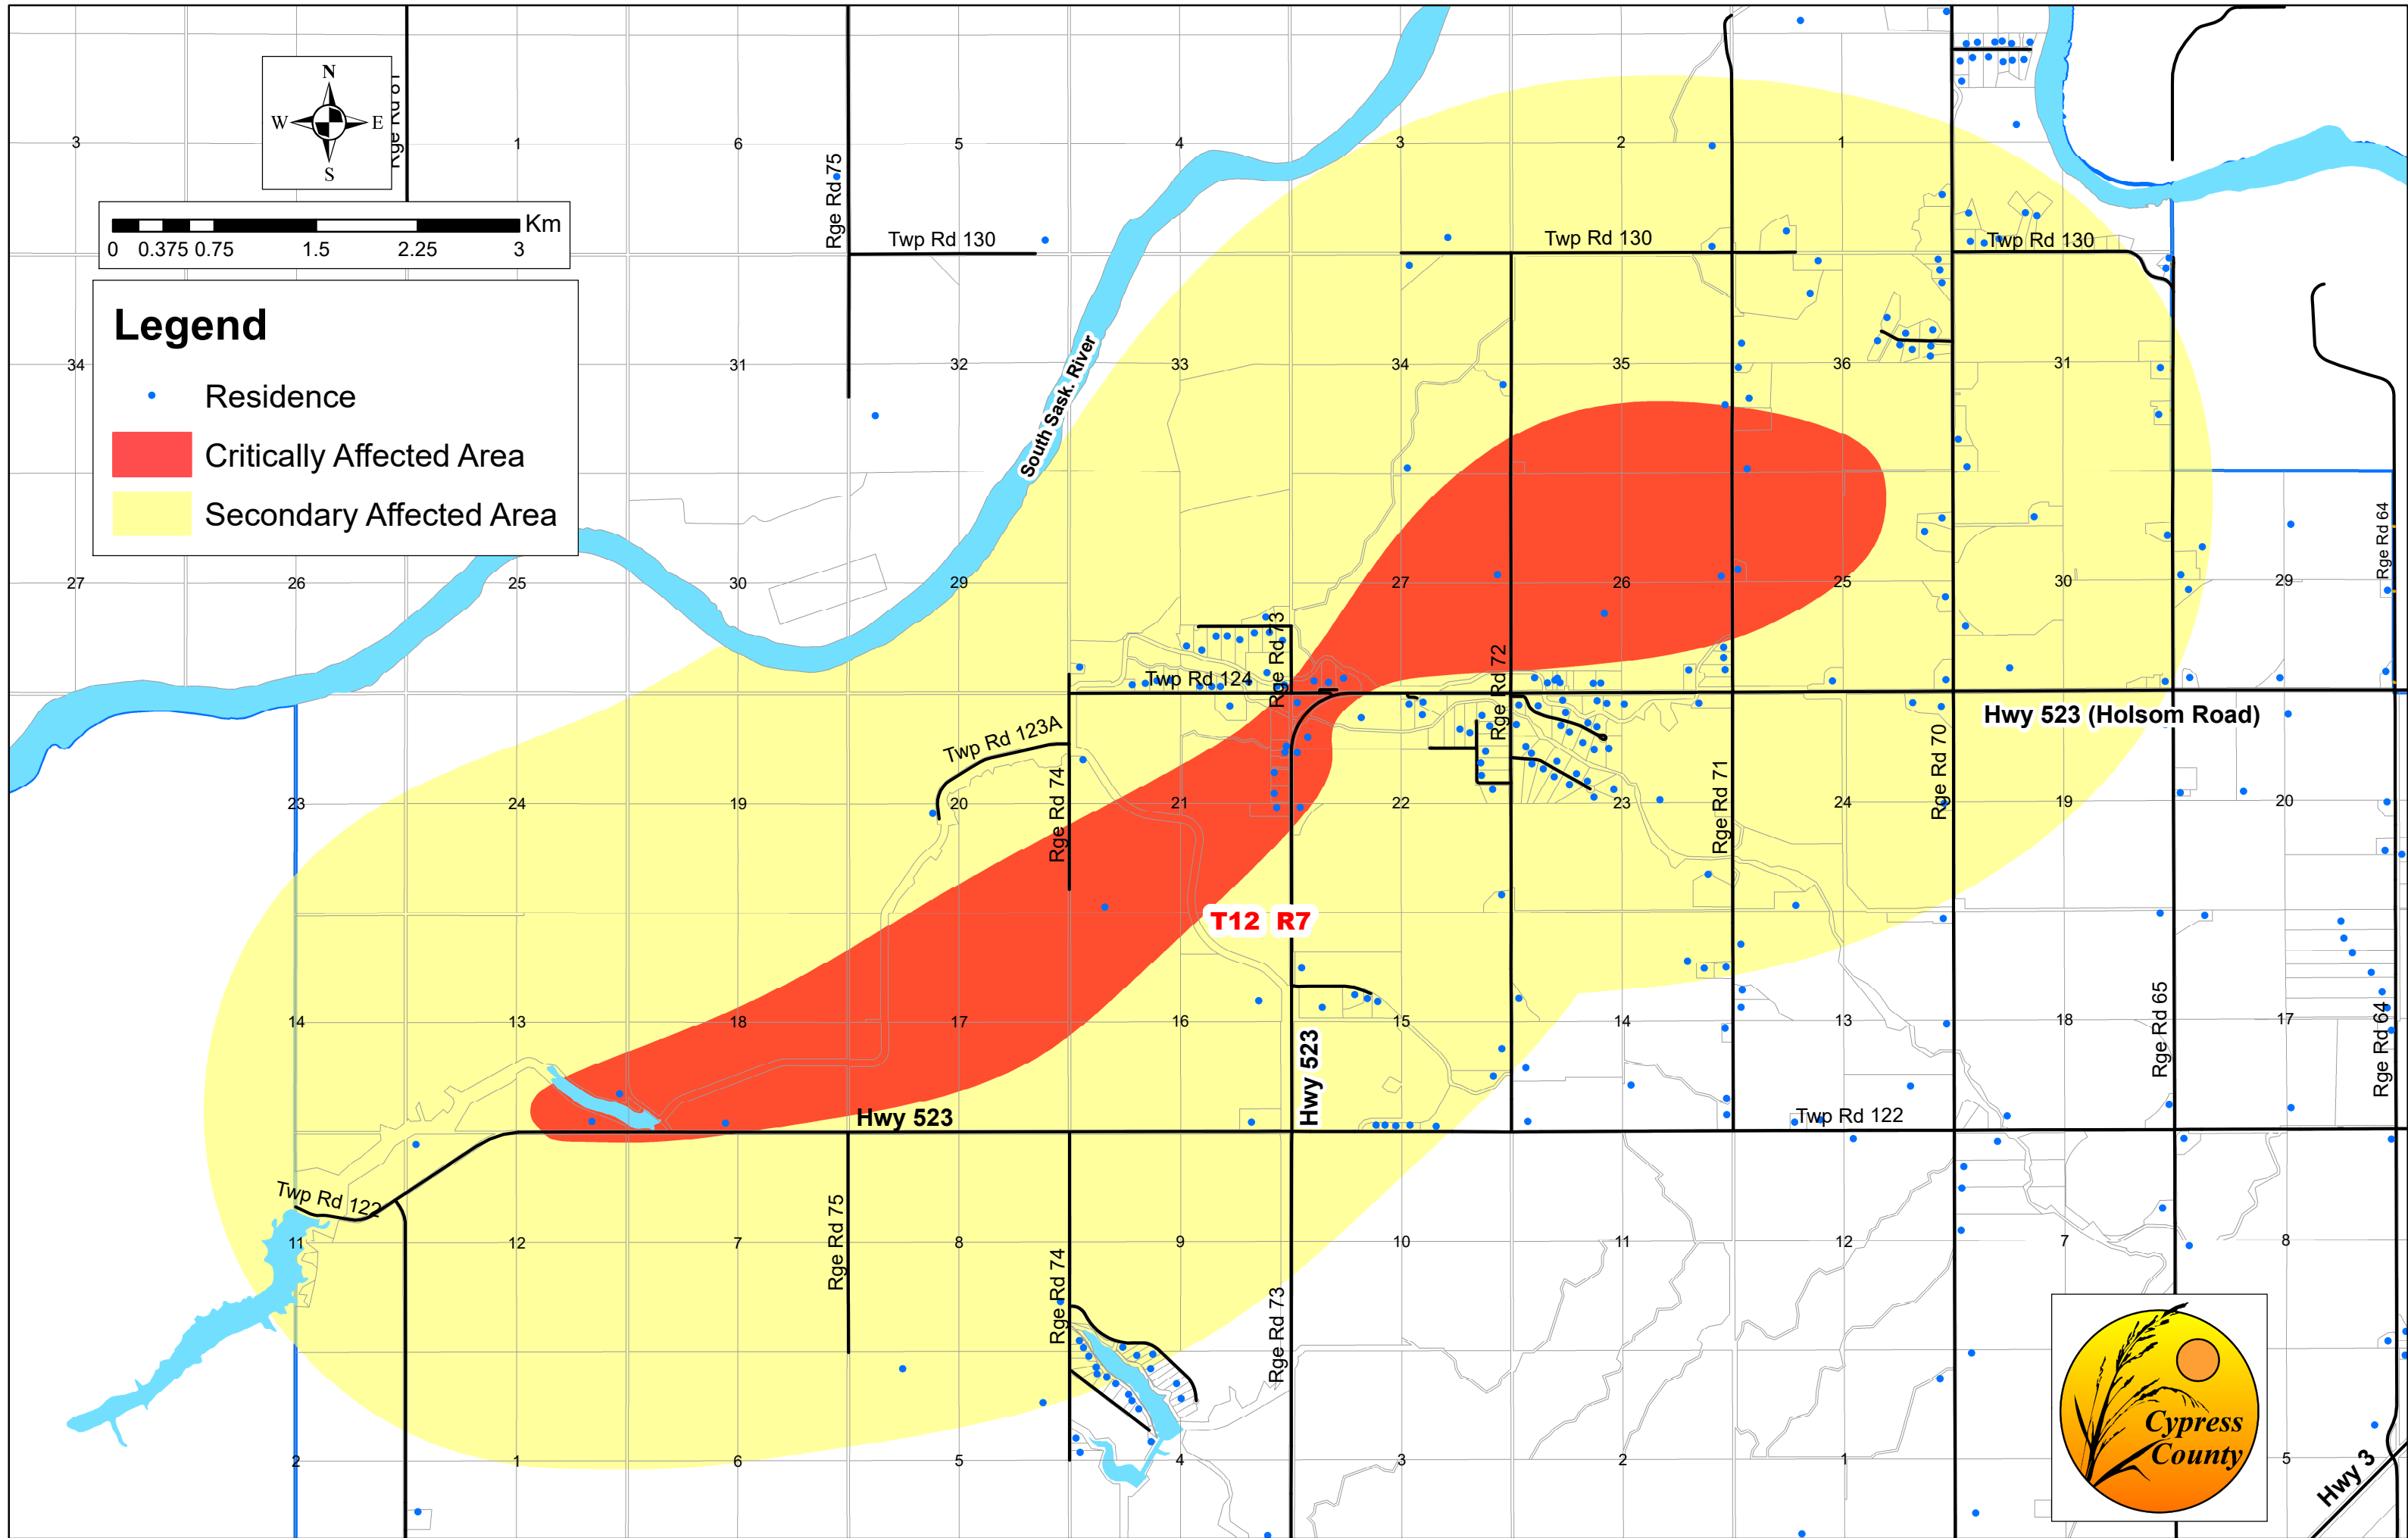 N
W E
S
Rge Rd 81
0 0.375 0.75 1.5 2.25 3 Km
Legend
Residence
Critically Affected Area
Secondary Affected Area
3 1 6 5 4 3 2 1
Rge Rd 75
Twp Rd 130
Twp Rd 130
Twp Rd 130
South Sask. River
34 31 32 33 34 35 36 31
27 26 25 30 29 27 26 25 30 29
Rge Rd 64
Rge Rd 73
Twp Rd 124
Rge Rd 72
Hwy 523 (Holsom Road)
Twp Rd 123A
Rge Rd 74
Rge Rd 71
Rge Rd 70
23 24 19 20 21 22 23 24 19 20
T12 R7
14 13 18 17 16 15 14 13 18 17
Rge Rd 65
Rge Rd 64
Hwy 523
Hwy 523
Twp Rd 122
Twp Rd 122
11 12 7 8 9 10 11 12 7 8
Rge Rd 75
Rge Rd 74
Rge Rd 73
2 1 6 5 4 3 2 1 5
Cypress
County
Hwy 3